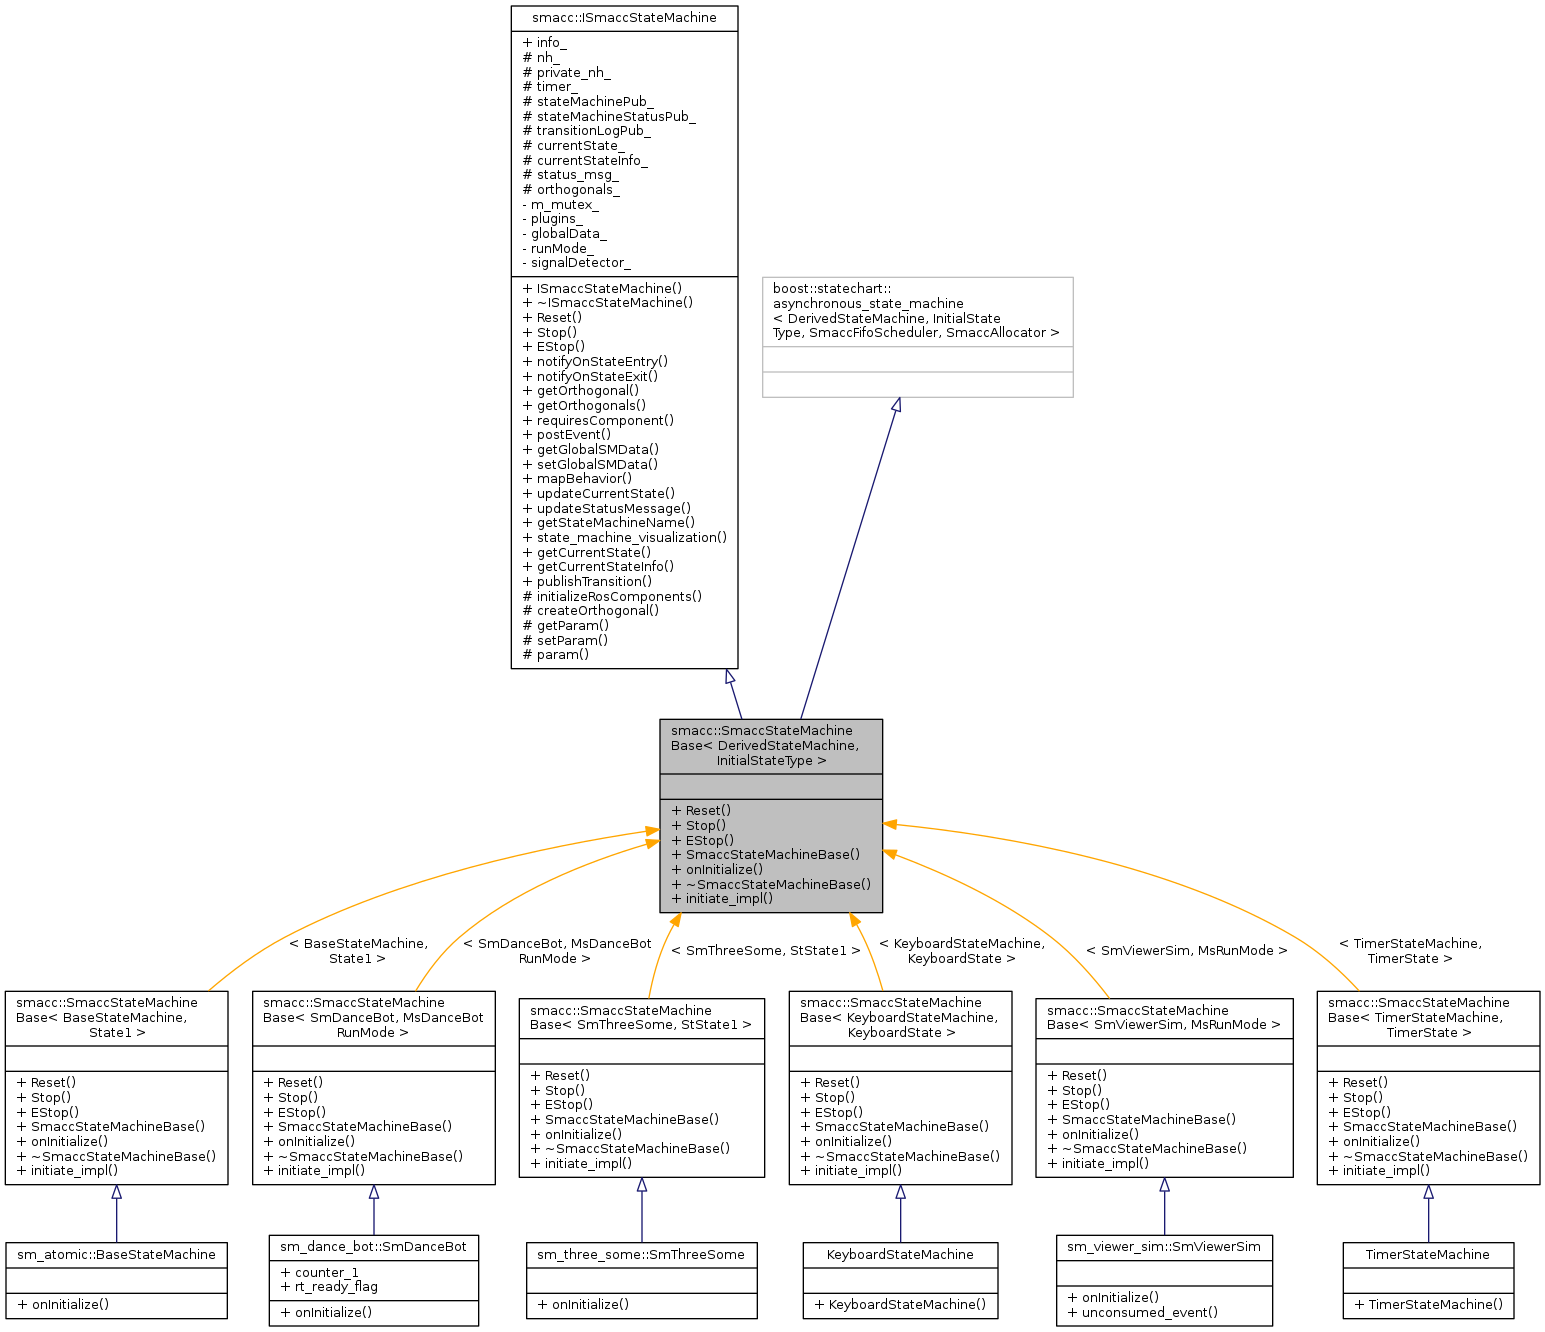 smacc::ISmaccStateMachine
+ info_
# nh_
# private_nh_
# timer_
# stateMachinePub_
# stateMachineStatusPub_
# transitionLogPub_
# currentState_
# currentStateInfo_
# status_msg_
# orthogonals_
- m_mutex_
- plugins_
- globalData_
- runMode_
- signalDetector_
+ ISmaccStateMachine()
+ ~ISmaccStateMachine()
+ Reset()
+ Stop()
+ EStop()
+ notifyOnStateEntry()
+ notifyOnStateExit()
+ getOrthogonal()
+ getOrthogonals()
+ requiresComponent()
+ postEvent()
+ getGlobalSMData()
+ setGlobalSMData()
+ mapBehavior()
+ updateCurrentState()
+ updateStatusMessage()
+ getStateMachineName()
+ state_machine_visualization()
+ getCurrentState()
+ getCurrentStateInfo()
+ publishTransition()
# initializeRosComponents()
# createOrthogonal()
# getParam()
# setParam()
# param()
boost::statechart::
asynchronous_state_machine
< DerivedStateMachine, InitialState
Type, SmaccFifoScheduler, SmaccAllocator >
smacc::SmaccStateMachine
Base< DerivedStateMachine,
InitialStateType >
+ Reset()
+ Stop()
+ EStop()
+ SmaccStateMachineBase()
+ onInitialize()
+ ~SmaccStateMachineBase()
+ initiate_impl()
< BaseStateMachine,
State1 >
< SmDanceBot, MsDanceBot
RunMode >
< SmThreeSome, StState1 >
< KeyboardStateMachine,
KeyboardState >
< SmViewerSim, MsRunMode >
< TimerStateMachine,
TimerState >
smacc::SmaccStateMachine
Base< BaseStateMachine,
State1 >
+ Reset()
+ Stop()
+ EStop()
+ SmaccStateMachineBase()
+ onInitialize()
+ ~SmaccStateMachineBase()
+ initiate_impl()
smacc::SmaccStateMachine
Base< SmDanceBot, MsDanceBot
RunMode >
+ Reset()
+ Stop()
+ EStop()
+ SmaccStateMachineBase()
+ onInitialize()
+ ~SmaccStateMachineBase()
+ initiate_impl()
smacc::SmaccStateMachine
Base< SmThreeSome, StState1 >
+ Reset()
+ Stop()
+ EStop()
+ SmaccStateMachineBase()
+ onInitialize()
+ ~SmaccStateMachineBase()
+ initiate_impl()
smacc::SmaccStateMachine
Base< KeyboardStateMachine,
KeyboardState >
+ Reset()
+ Stop()
+ EStop()
+ SmaccStateMachineBase()
+ onInitialize()
+ ~SmaccStateMachineBase()
+ initiate_impl()
smacc::SmaccStateMachine
Base< SmViewerSim, MsRunMode >
+ Reset()
+ Stop()
+ EStop()
+ SmaccStateMachineBase()
+ onInitialize()
+ ~SmaccStateMachineBase()
+ initiate_impl()
smacc::SmaccStateMachine
Base< TimerStateMachine,
TimerState >
+ Reset()
+ Stop()
+ EStop()
+ SmaccStateMachineBase()
+ onInitialize()
+ ~SmaccStateMachineBase()
+ initiate_impl()
sm_atomic::BaseStateMachine
+ onInitialize()
sm_dance_bot::SmDanceBot
+ counter_1
+ rt_ready_flag
+ onInitialize()
sm_three_some::SmThreeSome
+ onInitialize()
KeyboardStateMachine
+ KeyboardStateMachine()
sm_viewer_sim::SmViewerSim
+ onInitialize()
+ unconsumed_event()
TimerStateMachine
+ TimerStateMachine()